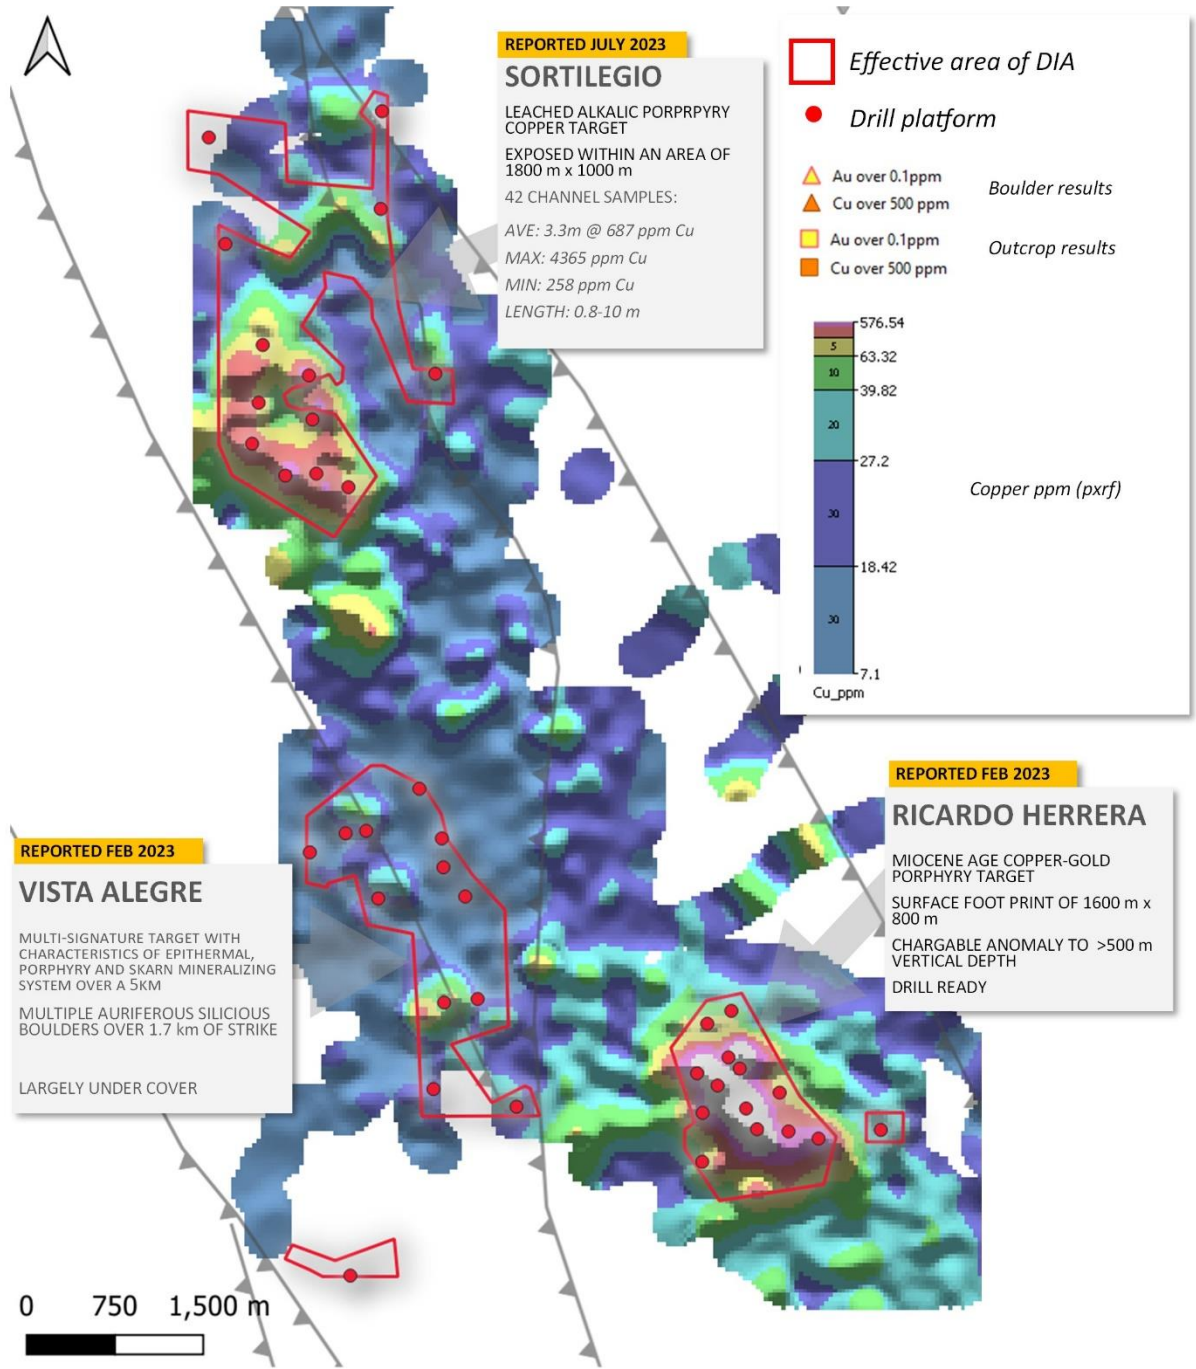 REPORTED JULY 2023
SORTILEGIO
LEACHED ALKALIC PORPRPYRY
COPPER TARGET
EXPOSED WITHIN AN AREA OF
1800 m x 1000 m
42 CHANNEL SAMPLES:
AVE: 3.3m @ 687 ppm Cu
MAX: 4365 ppm Cu
MIN: 258 ppm Cu
LENGTH: 0.8-10 m
Effective area of DIA
Drill platform
Au over 0.1ppm
Cu over 500 ppm
Boulder results
Au over 0.1ppm
Cu over 500 ppm
Outcrop results
576.54
5
63.32
10
39.82
20
27.2
30
18.42
30
7.1
Cu_ppm
Copper ppm (pxrf)
REPORTED FEB 2023
RICARDO HERRERA
MIOCENE AGE COPPER-GOLD
PORPHYRY TARGET
SURFACE FOOT PRINT OF 1600 m x
800 m
CHARGABLE ANOMALY TO >500 m
VERTICAL DEPTH
DRILL READY
REPORTED FEB 2023
VISTA ALEGRE
MULTI-SIGNATURE TARGET WITH
CHARACTERISTICS OF EPITHERMAL,
PORPHYRY AND SKARN MINERALIZING
SYSTEM OVER A 5KM
MULTIPLE AURIFEROUS SILICIOUS
BOULDERS OVER 1.7 km OF STRIKE
LARGELY UNDER COVER
0 750 1,500 m